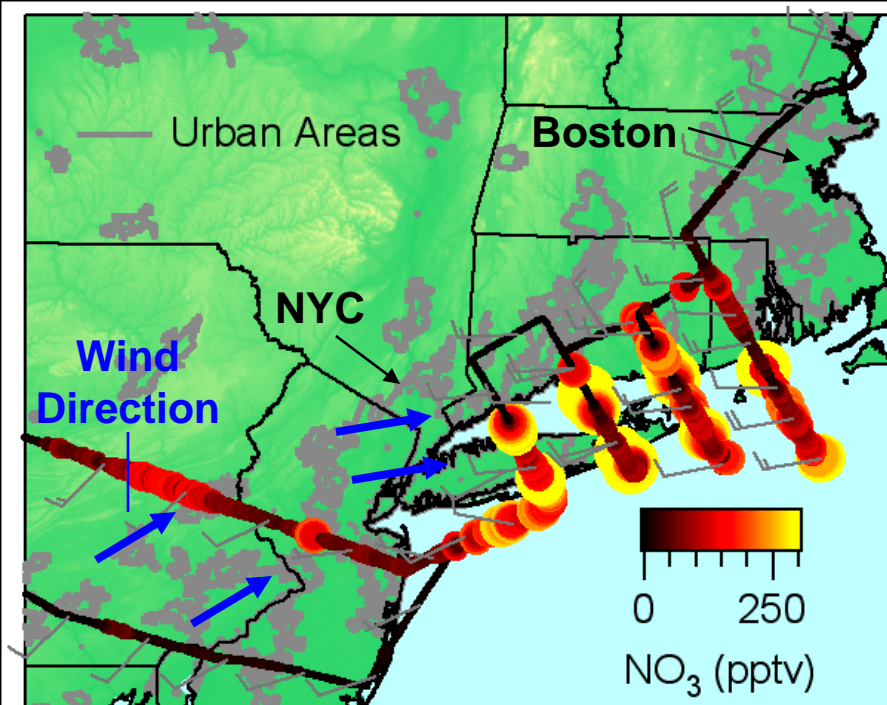 Urban Areas
Boston
NYC
Wind
Direction
0 250
NO₃ (pptv)